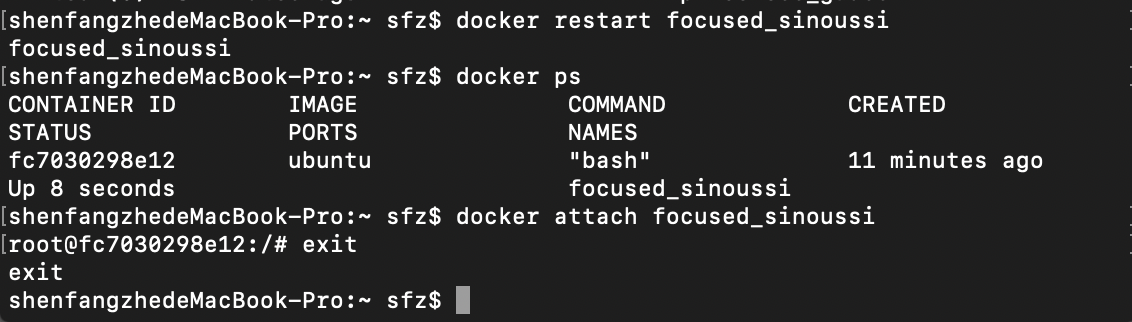 [shenfangzhedeMacBook-Pro:~ sfz$ docker restart focused_sinoussi
focused_sinoussi
[shenfangzhedeMacBook-Pro:~ sfz$ docker ps
CONTAINER ID        IMAGE               COMMAND             CREATED
STATUS              PORTS               NAMES
fc7030298e12        ubuntu              "bash"              11 minutes ago
Up 8 seconds                            focused_sinoussi
[shenfangzhedeMacBook-Pro:~ sfz$ docker attach focused_sinoussi
[root@fc7030298e12:/# exit
exit
shenfangzhedeMacBook-Pro:~ sfz$